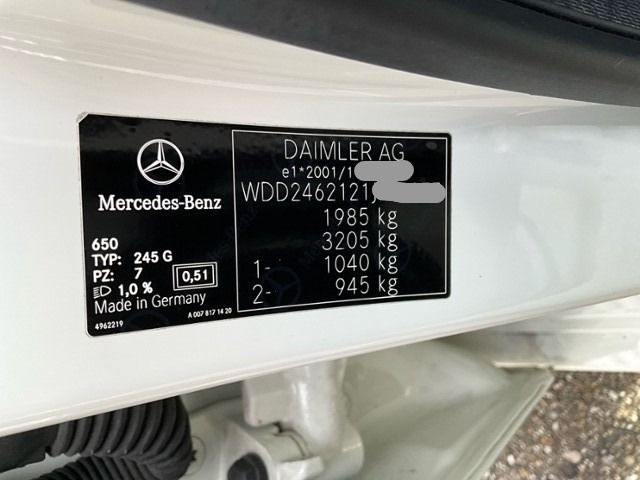 Mercedes-Benz
650
TYP: 245 G
PZ: 7
0,51
1,0 %
Made in Germany
4962219
A 007 817 14 20
DAIMLER AG
e1*2001/1
WDD2462121J
1985 kg
3205 kg
1- 1040 kg
2- 945 kg